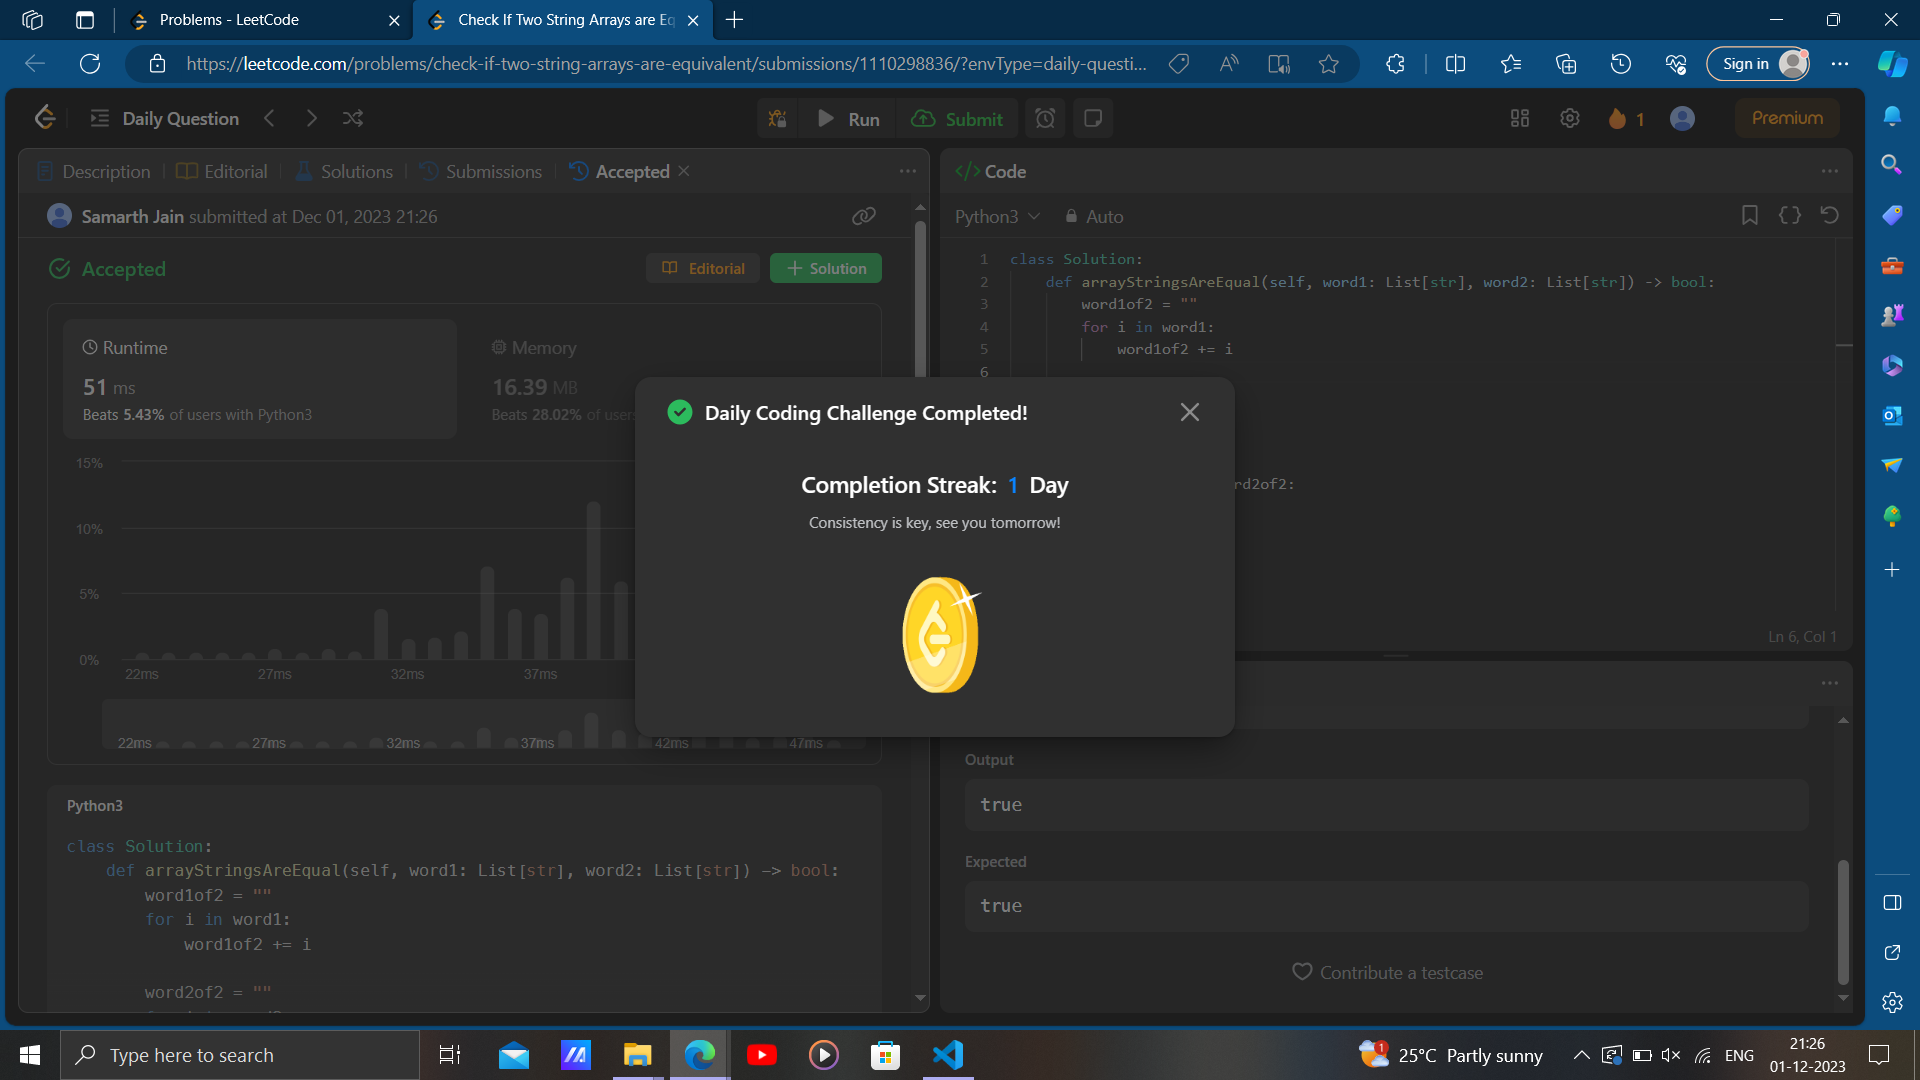 Problems - LeetCode
Check If Two String Arrays are Eq
https://leetcode.com/problems/check-if-two-string-arrays-are-equivalent/submissions/1110298836/?envType=daily-questi...
Sign in
Daily Question
Run
Submit
1
Premium
Description
Editorial
Solutions
Submissions
Accepted
Samarth Jain submitted at Dec 01, 2023 21:26
Accepted
Editorial
Solution
Runtime
51 ms
Beats 5.43% of users with Python3
Memory
16.39 MB
Beats 28.02% of users
15%
10%
5%
0%
22ms
27ms
32ms
37ms
22ms
27ms
32ms
37ms
42ms
47ms
Python3
class Solution:
def arrayStringsAreEqual(self, word1: List[str], word2: List[str]) -> bool:
word1of2 = ""
for i in word1:
word1of2 += i
word2of2 = ""
</> Code
Python3
Auto
1 class Solution:
2 def arrayStringsAreEqual(self, word1: List[str], word2: List[str]) -> bool:
3 word1of2 = ""
4 for i in word1:
5 word1of2 += i
6
rd2of2:
Ln 6, Col 1
Daily Coding Challenge Completed!
Completion Streak: 1 Day
Consistency is key, see you tomorrow!
Output
true
Expected
true
Contribute a testcase
Type here to search
1
25°C Partly sunny
ENG
21:26
01-12-2023